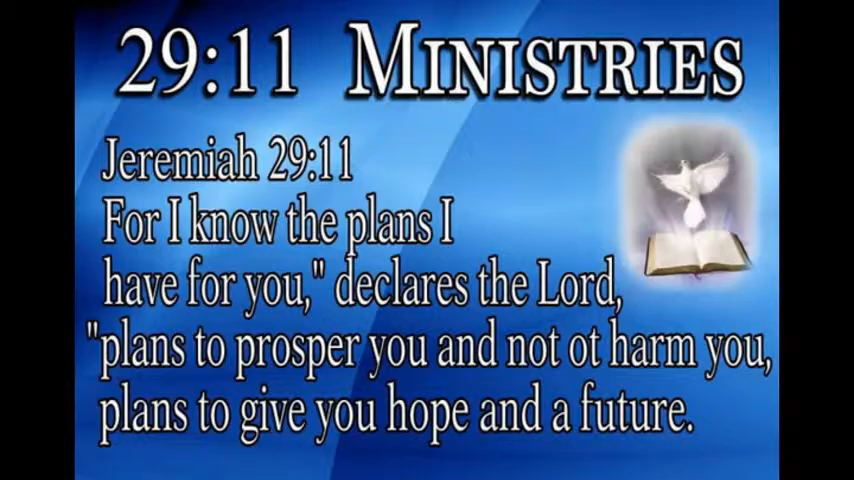 29:11 Ministries
Jeremiah 29:11
For I know the plans I
have for you," declares the Lord,
"plans to prosper you and not ot harm you,
plans to give you hope and a future.